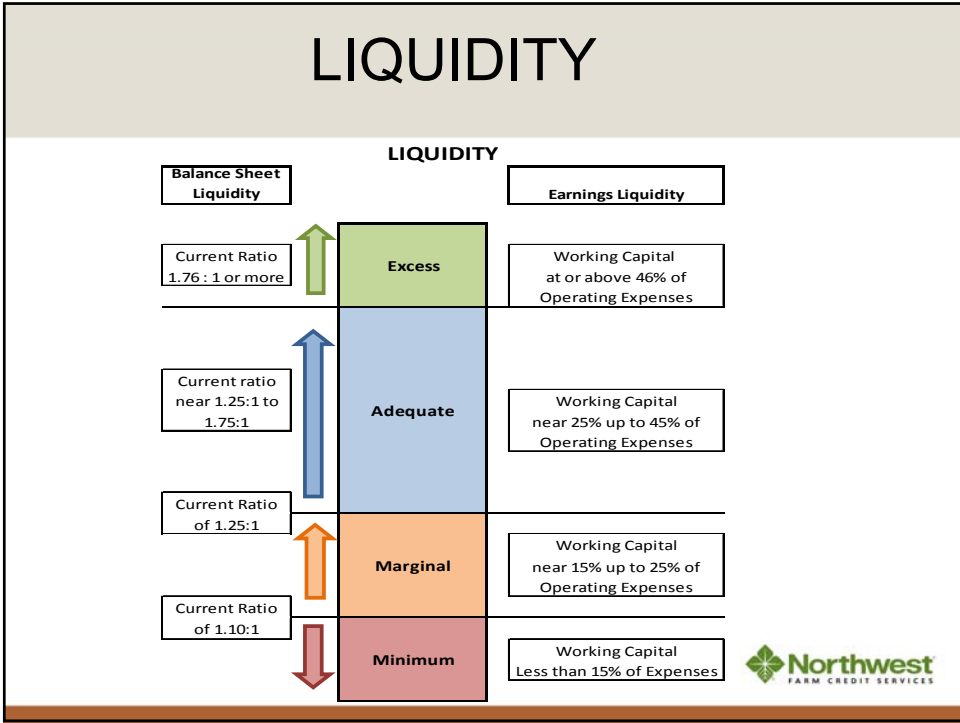 LIQUIDITY
LIQUIDITY
Balance Sheet
Liquidity
Earnings Liquidity
Current Ratio
1.76 : 1 or more
Excess
Working Capital
at or above 46% of
Operating Expenses
Current ratio
near 1.25:1 to
1.75:1
Adequate
Working Capital
near 25% up to 45% of
Operating Expenses
Current Ratio
of 1.25:1
Marginal
Working Capital
near 15% up to 25% of
Operating Expenses
Current Ratio
of 1.10:1
Minimum
Working Capital
Less than 15% of Expenses
Northwest
FARM CREDIT SERVICES